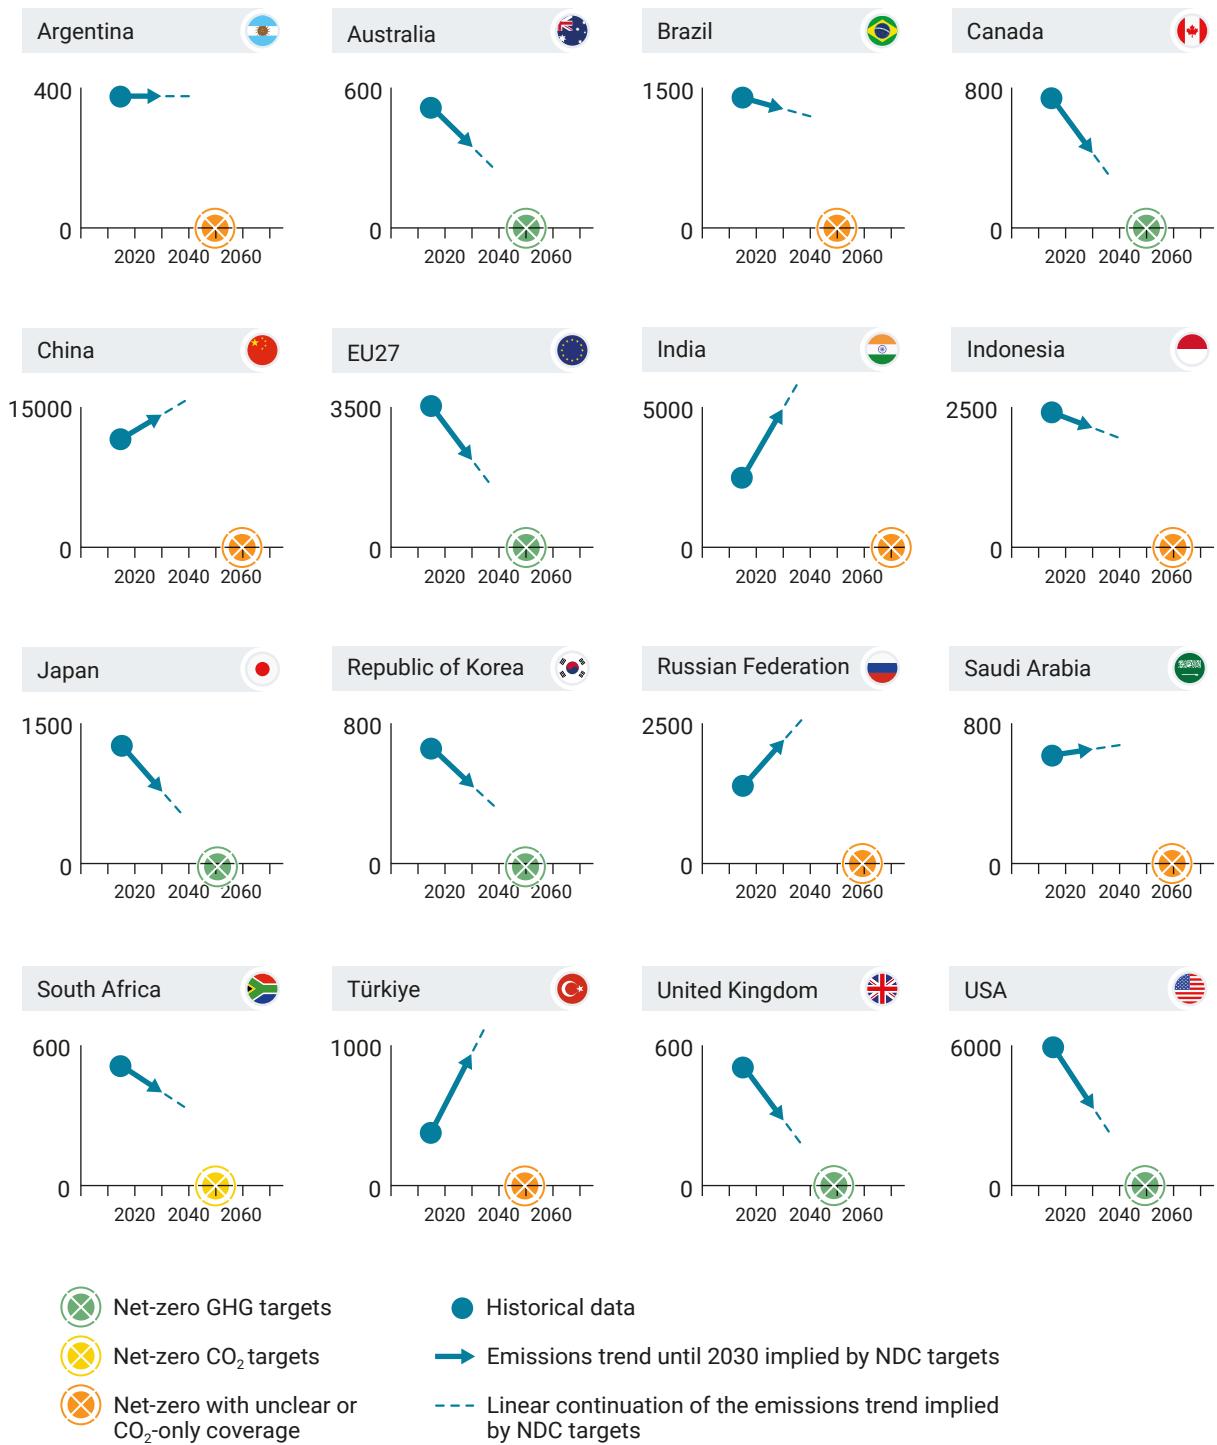 Argentina
Australia
Brazil
Canada
400
0
2020 2040 2060
600
0
2020 2040 2060
1500
0
2020 2040 2060
800
0
2020 2040 2060
China
EU27
India
Indonesia
15000
0
2020 2040 2060
3500
0
2020 2040 2060
5000
0
2020 2040 2060
2500
0
2020 2040 2060
Japan
Republic of Korea
Russian Federation
Saudi Arabia
1500
0
2020 2040 2060
800
0
2020 2040 2060
2500
0
2020 2040 2060
800
0
2020 2040 2060
South Africa
Türkiye
United Kingdom
USA
600
0
2020 2040 2060
1000
0
2020 2040 2060
600
0
2020 2040 2060
6000
0
2020 2040 2060
Net-zero GHG targets
Net-zero CO₂ targets
Net-zero with unclear or
CO₂-only coverage
Historical data
Emissions trend until 2030 implied by NDC targets
Linear continuation of the emissions trend implied
by NDC targets